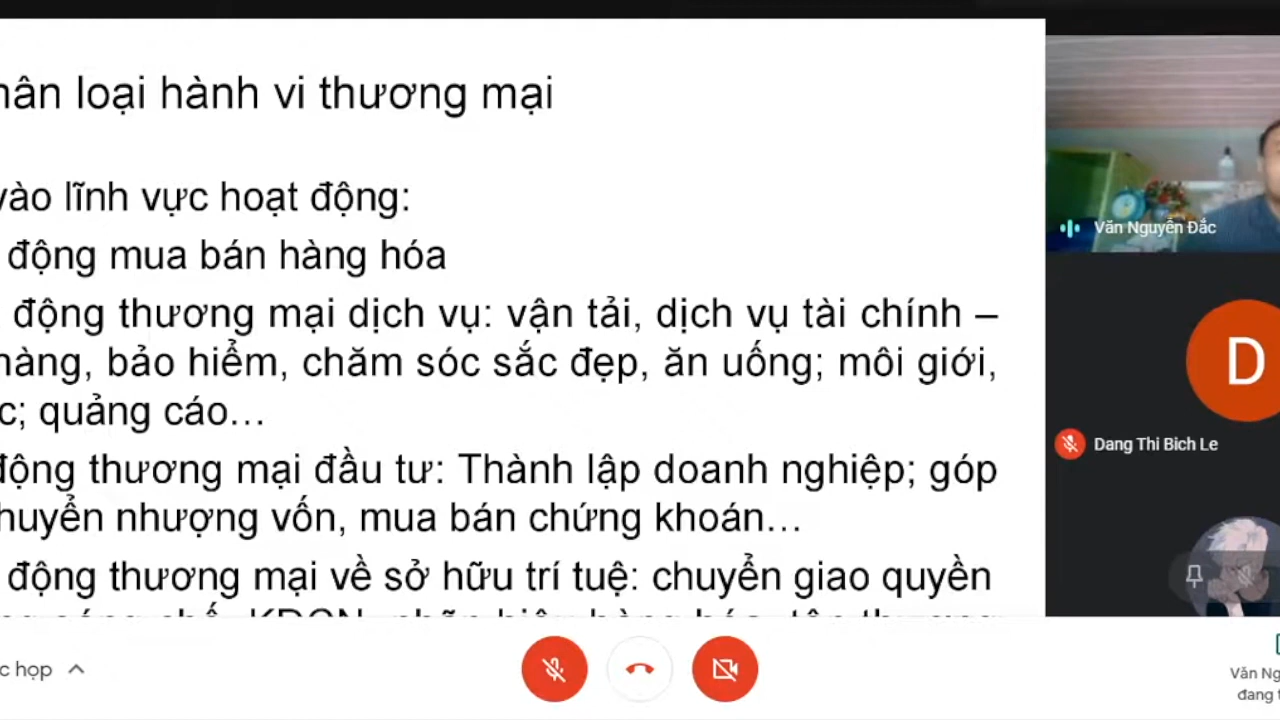 hân loại hành vi thương mại
vào lĩnh vực hoạt động:
động mua bán hàng hóa
động thương mại dịch vụ: vận tải, dịch vụ tài chính –
hàng, bảo hiểm, chăm sóc sắc đẹp, ăn uống; môi giới,
c; quảng cáo...
động thương mại đầu tư: Thành lập doanh nghiệp; góp
huyển nhượng vốn, mua bán chứng khoán...
động thương mại về sở hữu trí tuệ: chuyển giao quyền
Văn Nguyễn Đắc
D
Dang Thi Bich Le
c họp
Văn Ng
đang t